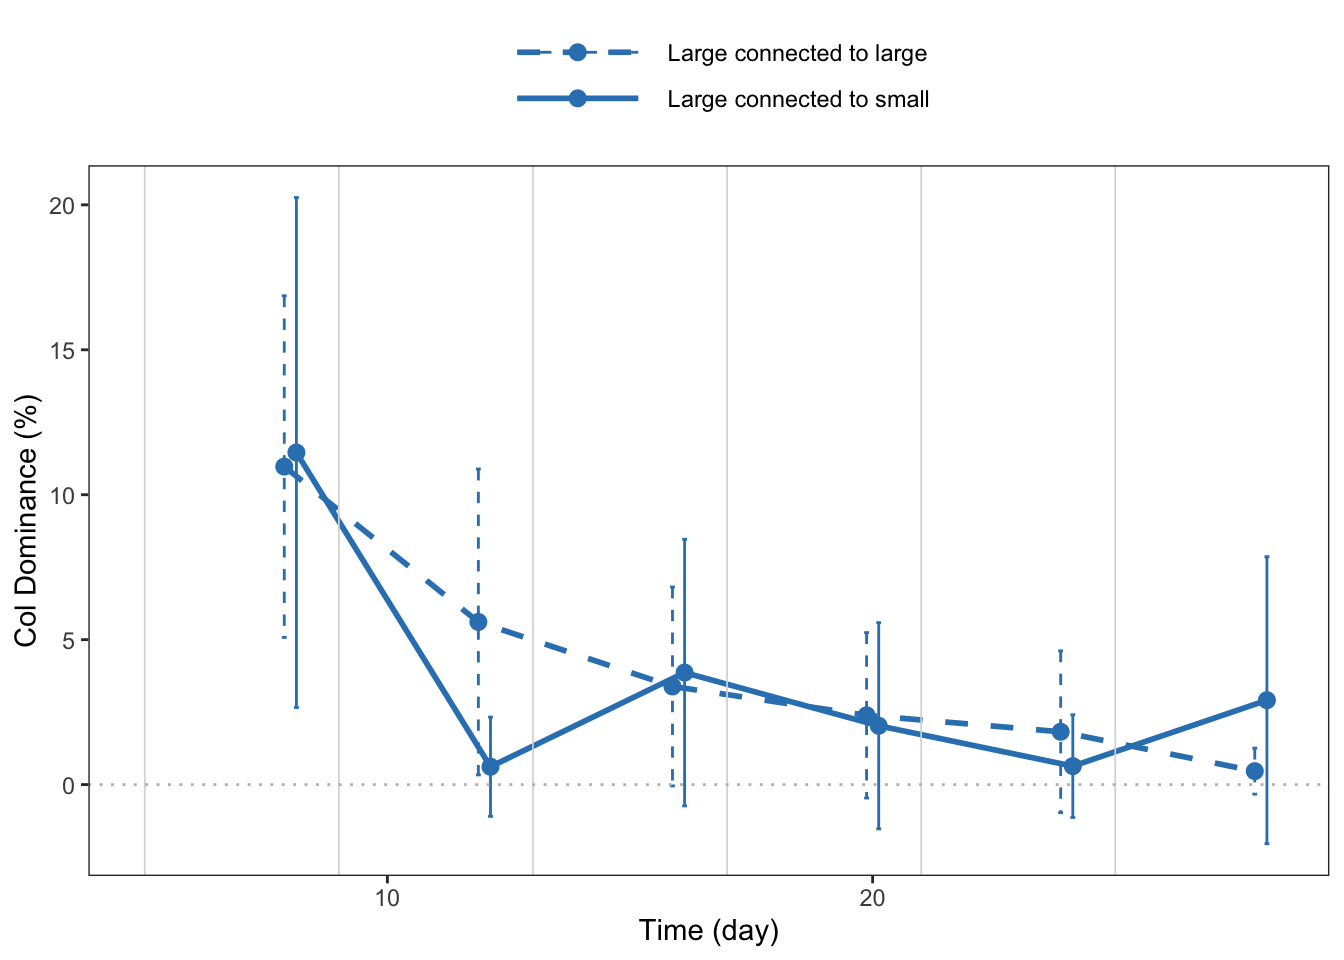 Large connected to large
Large connected to small
20
15
10
5
0
Col Dominance (%)
10 20
Time (day)